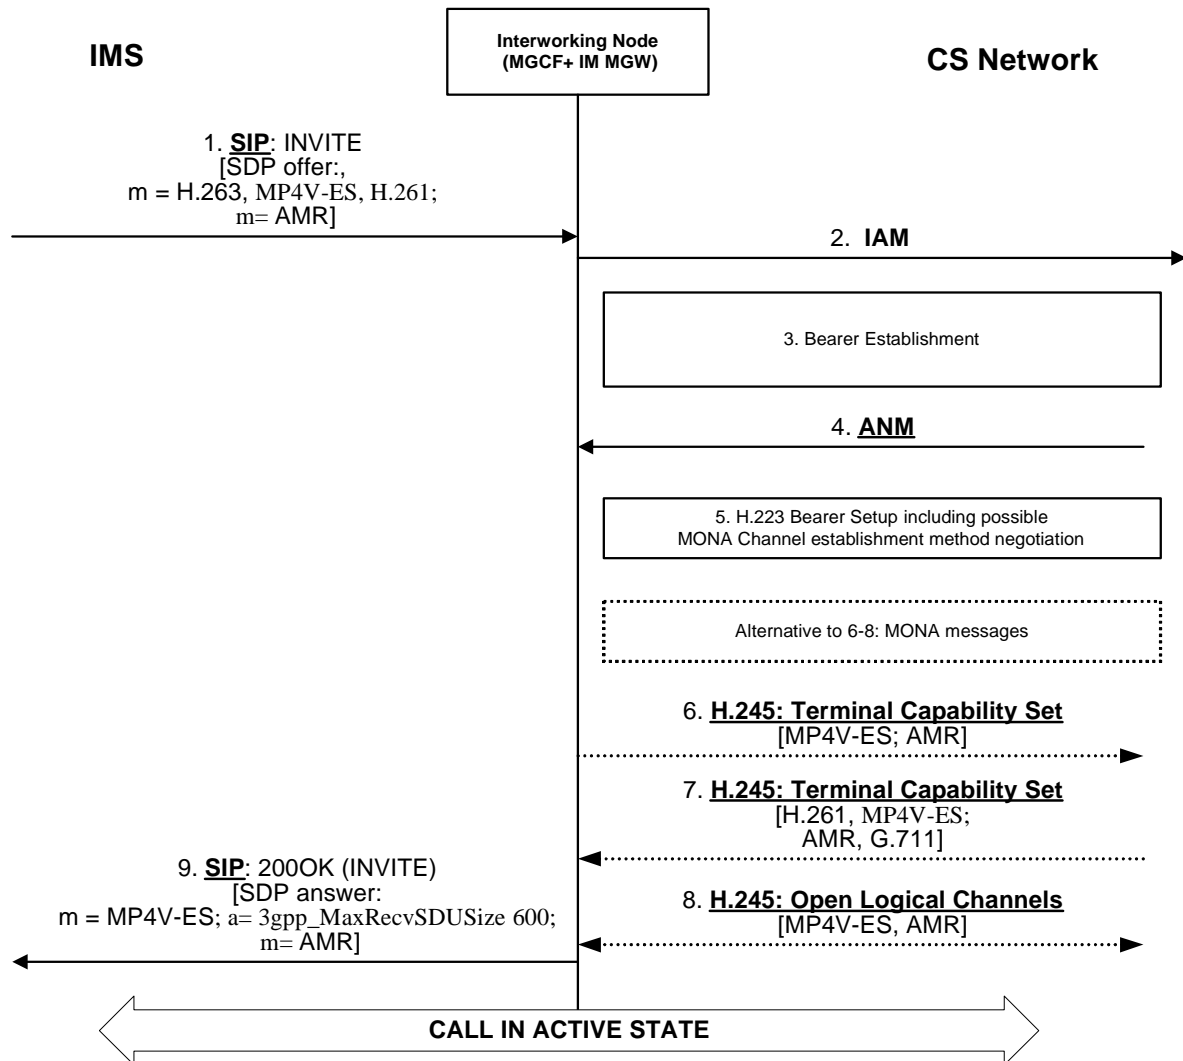 Interworking Node
(MGCF+ IM MGW)
IMS
CS Network
1. SIP: INVITE
[SDP offer:,
m = H.263, MP4V-ES, H.261;
m= AMR]
2. IAM
3. Bearer Establishment
4. ANM
5. H.223 Bearer Setup including possible
MONA Channel establishment method negotiation
Alternative to 6-8: MONA messages
6. H.245: Terminal Capability Set
[MP4V-ES; AMR]
7. H.245: Terminal Capability Set
[H.261, MP4V-ES;
AMR, G.711]
8. H.245: Open Logical Channels
[MP4V-ES, AMR]
9. SIP: 200OK (INVITE)
[SDP answer:
m = MP4V-ES; a= 3gpp_MaxRecvSDUSize 600;
m= AMR]
CALL IN ACTIVE STATE